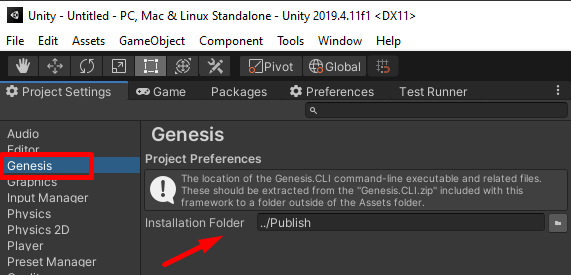 Unity - Untitled - PC, Mac & Linux Standalone - Unity 2019.4.11f1 <DX11>
File Edit Assets GameObject Component Tools Window Help
Pivot Global
Project Settings Game Packages Preferences Test Runner
Audio
Editor
Genesis
Graphics
Input Manager
Physics
Physics 2D
Player
Preset Manager
Genesis
Project Preferences
The location of the Genesis.CLI command-line executable and related files.
These should be extracted from the "Genesis.CLI.zip" included with this
framework to a folder outside of the Assets folder.
Installation Folder ../Publish